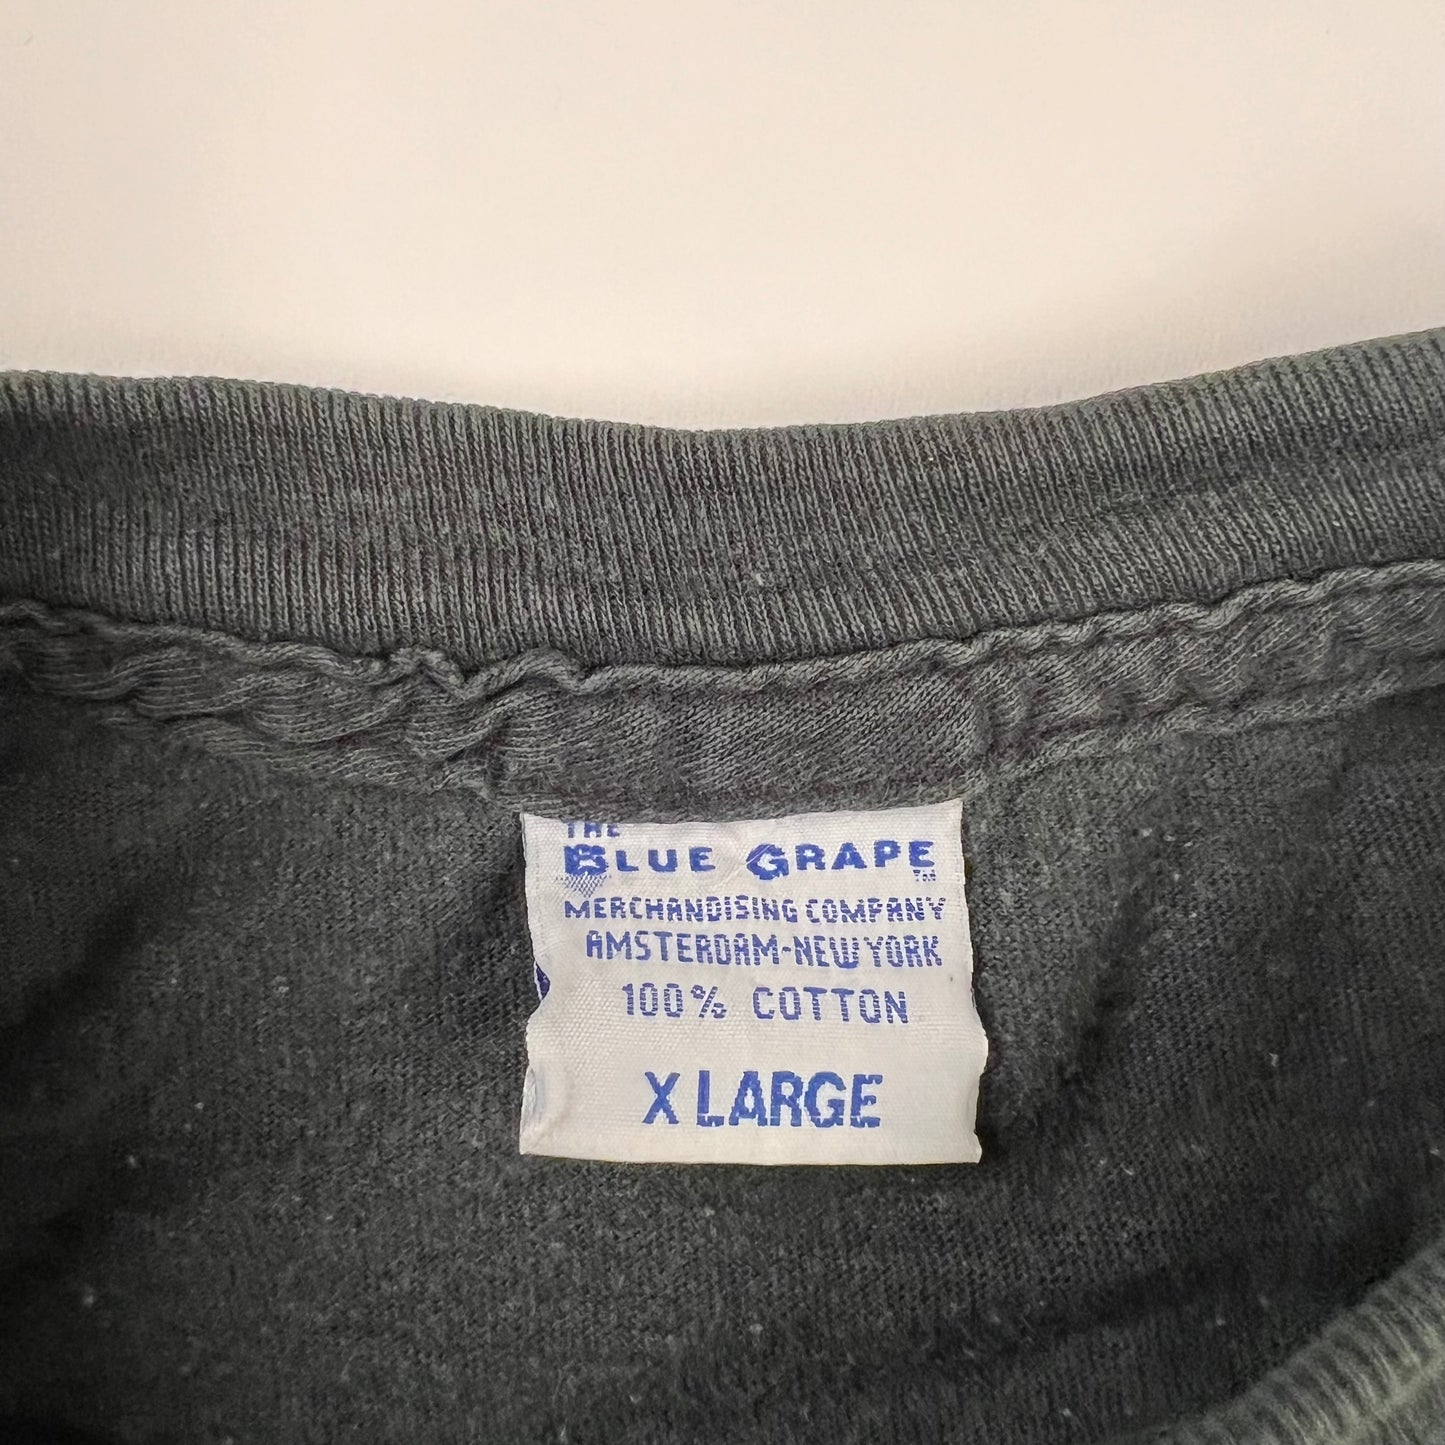 THE
BLUE GRAPE
TM
MERCHANDISING COMPANY
AMSTERDAM-NEW YORK
100% COTTON
X LARGE